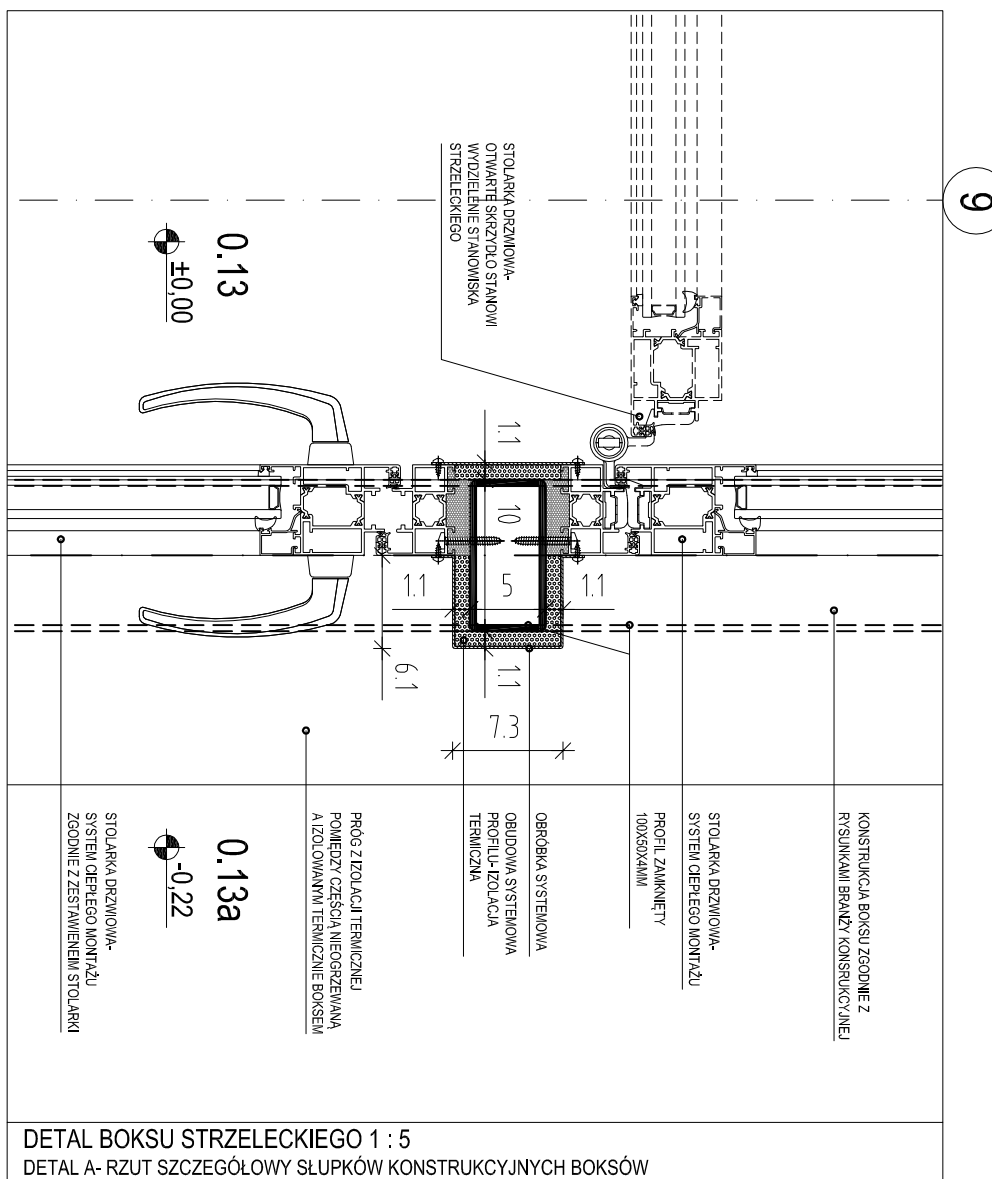 9
STOLARKA DRZWIOWA-
OTWARTE SKRZYDŁO STANOWI
WYDZIELENIE STANOWISKA
STRZELECKIEGO
0.13
±0,00
1.1
10
1.1
5
1.1
1.1
6.1
7.3
KONSTRUKCJA BOKSU ZGODNIE Z
RYSUNKAMI BRANŻY KONSRUKCYJNEJ
STOLARKA DRZWIOWA-
SYSTEM CIEPŁEGO MONTAŻU
PROFIL ZAMKNIĘTY
100X50X4MM
OBRÓBKA SYSTEMOWA
OBUDOWA SYSTEMOWA
PROFILU- IZOLACJA
TERMICZNA
PRÓG Z IZOLACJI TERMICZNEJ
POMIĘDZY CZĘŚCIĄ NIEOGRZEWANĄ
A IZOLOWANYM TERMICZNIE BOKSEM
0.13a
-0,22
STOLARKA DRZWIOWA-
SYSTEM CIEPŁEGO MONTAŻU
ZGODNIE Z ZESTAWIENEIM STOLARKI
DETAL BOKSU STRZELECKIEGO 1 : 5
DETAL A- RZUT SZCZEGÓŁOWY SŁUPKÓW KONSTRUKCYJNYCH BOKSÓW